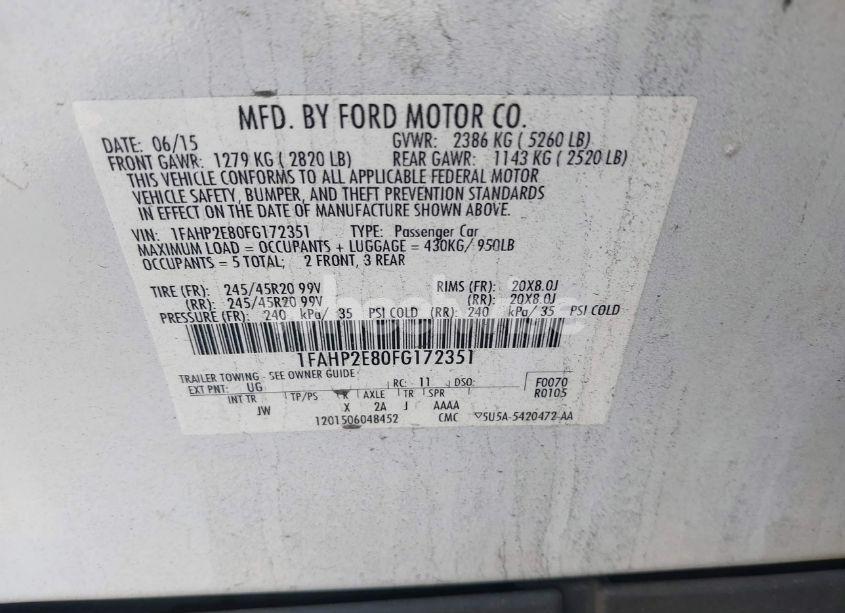 MFD. BY FORD MOTOR CO.
DATE: 06/15 GVWR: 2386 KG ( 5260 LB)
FRONT GAWR: 1279 KG ( 2820 LB) REAR GAWR: 1143 KG ( 2520 LB)
THIS VEHICLE CONFORMS TO ALL APPLICABLE FEDERAL MOTOR
VEHICLE SAFETY, BUMPER, AND THEFT PREVENTION STANDARDS
IN EFFECT ON THE DATE OF MANUFACTURE SHOWN ABOVE.
VIN: 1FAHP2E80FG172351 TYPE: Passenger Car
MAXIMUM LOAD = OCCUPANTS + LUGGAGE = 430KG/ 950LB
OCCUPANTS = 5 TOTAL; 2 FRONT, 3 REAR
TIRE (FR): 245/45R20 99V RIMS (FR): 20X8.0J
(RR): 245/45R20 99V (RR): 20X8.0J
PRESSURE (FR): 240 kPa/ 35 PSI COLD (RR): 240 kPa/ 35 PSI COLD
1FAHP2E80FG172351
TRAILER TOWING - SEE OWNER GUIDE
EXT PNT: UG RC: 11 DSO: F0070
INT TR TP/PS R AXLE TR SPR R0105
JW X 2A J AAAA
1201506048452 CMC ▽5U5A-5420472-AA